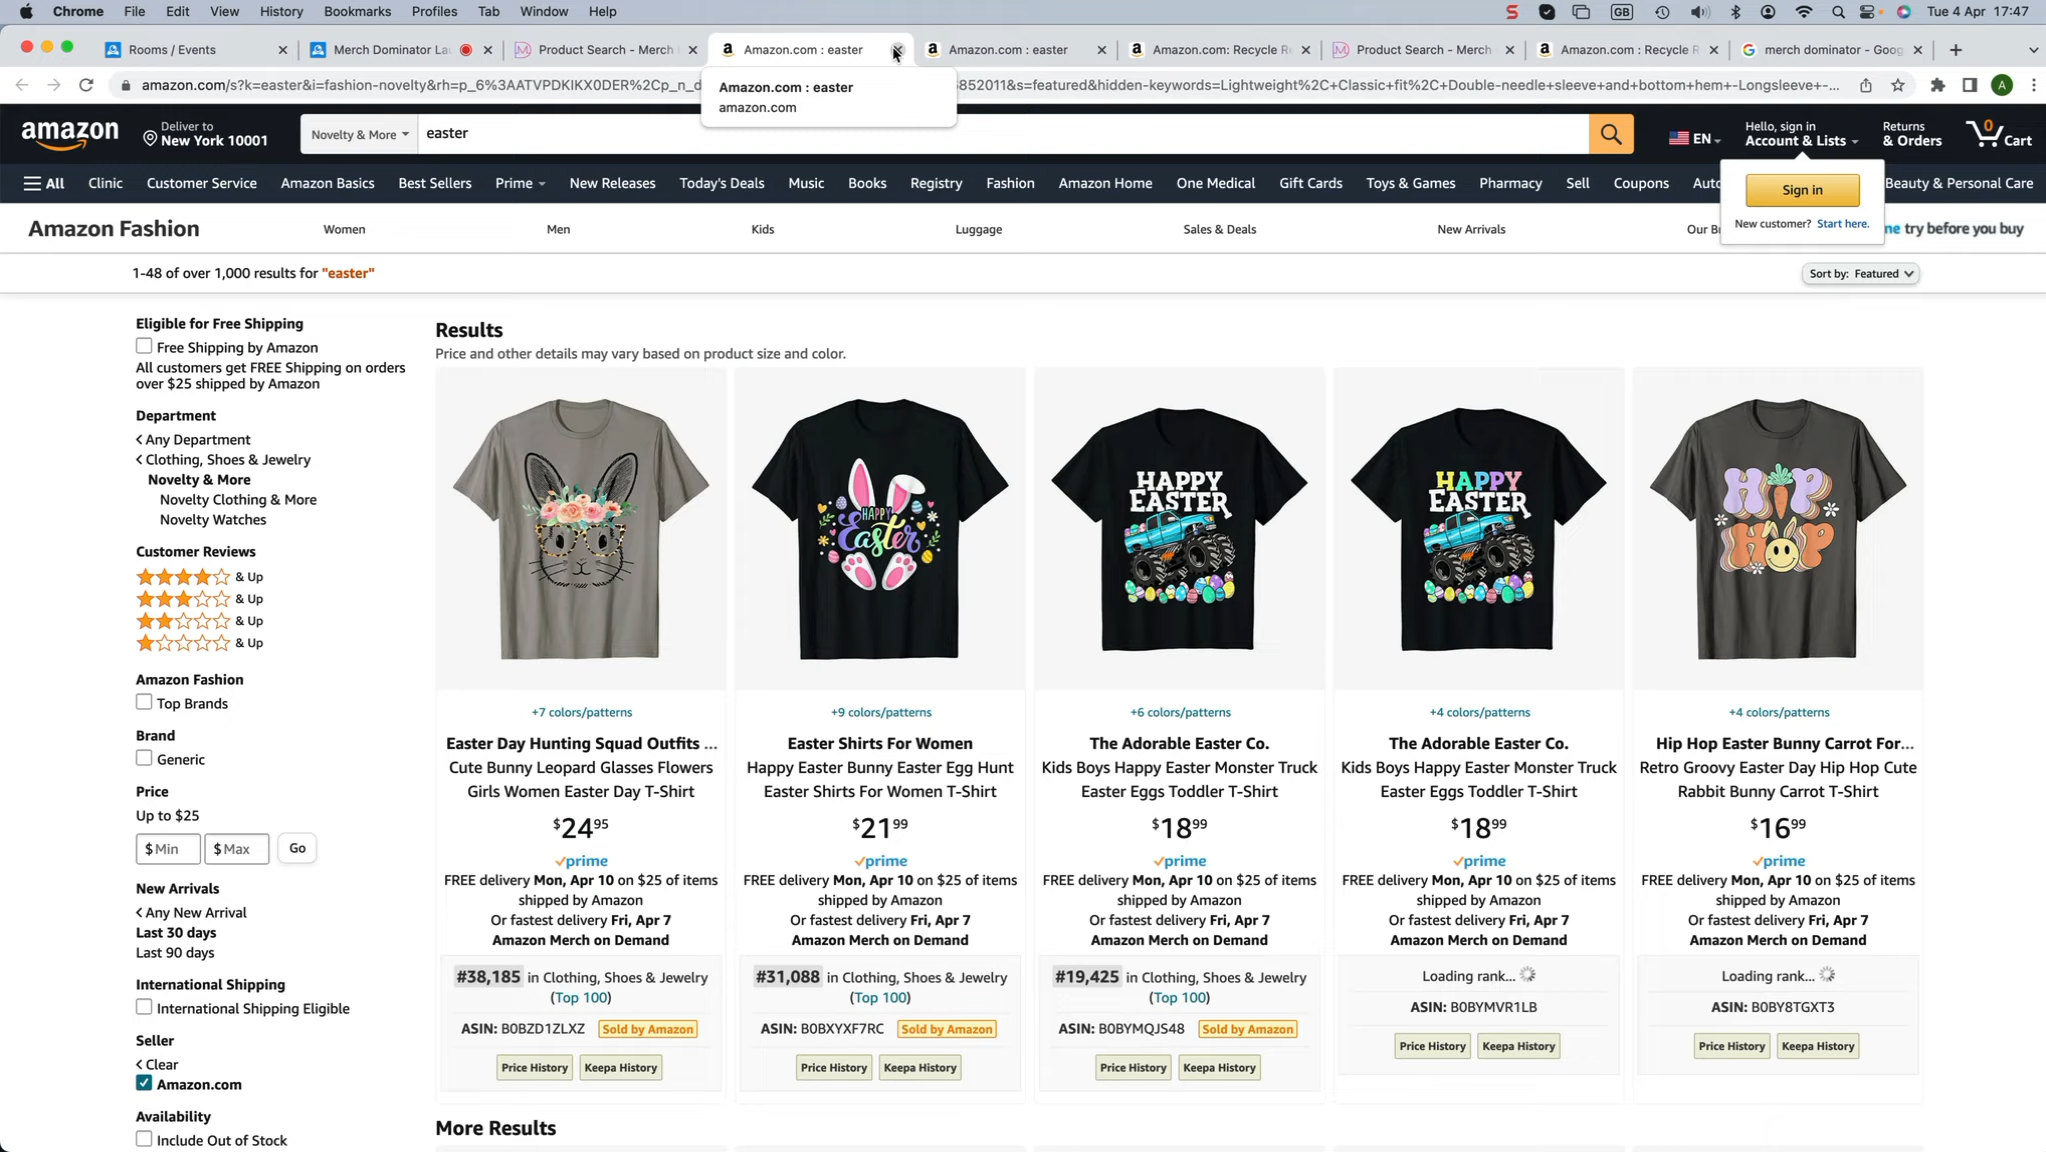 Chrome File Edit View History Bookmarks Profiles Tab Window Help GB Tue 4 Apr 17:47
Rooms / Events
Merch Dominator La
Product Search - Merch
Amazon.com : easter
Amazon.com : easter
Amazon.com: Recycle R
Product Search - Merch
Amazon.com : Recycle R
merch dominator - Goog
amazon.com/s?k=easter&i=fashion-novelty&rh=p_6%3AATVPDKIKX0DER%2Cp_n_d
852011&s=featured&hidden-keywords=Lightweight%2C+Classic+fit%2C+Double-needle+sleeve+and+bottom+hem+-Longsleeve+-...
A
Amazon.com : easter
amazon.com
amazon
Deliver to
New York 10001
Novelty & More
easter
EN
Hello, sign in
Account & Lists
Returns
& Orders
0
Cart
All Clinic Customer Service Amazon Basics Best Sellers Prime New Releases Today's Deals Music Books Registry Fashion Amazon Home One Medical Gift Cards Toys & Games Pharmacy Sell Coupons Auto Beauty & Personal Care
Sign in
New customer? Start here.
Amazon Fashion Women Men Kids Luggage Sales & Deals New Arrivals Our Br
try before you buy
1-48 of over 1,000 results for "easter"
Sort by: Featured
Eligible for Free Shipping
Free Shipping by Amazon
All customers get FREE Shipping on orders
over $25 shipped by Amazon
Department
Any Department
Clothing, Shoes & Jewelry
Novelty & More
Novelty Clothing & More
Novelty Watches
Customer Reviews
& Up
& Up
& Up
& Up
Amazon Fashion
Top Brands
Brand
Generic
Price
Up to $25
$ Min
$ Max
Go
New Arrivals
Any New Arrival
Last 30 days
Last 90 days
International Shipping
International Shipping Eligible
Seller
Clear
Amazon.com
Availability
Include Out of Stock
Results
Price and other details may vary based on product size and color.
+7 colors/patterns
Easter Day Hunting Squad Outfits ...
Cute Bunny Leopard Glasses Flowers
Girls Women Easter Day T-Shirt
$24 95
prime
FREE delivery Mon, Apr 10 on $25 of items
shipped by Amazon
Or fastest delivery Fri, Apr 7
Amazon Merch on Demand
#38,185 in Clothing, Shoes & Jewelry
(Top 100)
ASIN: B0BZD1ZLXZ Sold by Amazon
Price History Keepa History
HAPPY
Easter
+9 colors/patterns
Easter Shirts For Women
Happy Easter Bunny Easter Egg Hunt
Easter Shirts For Women T-Shirt
$21 99
prime
FREE delivery Mon, Apr 10 on $25 of items
shipped by Amazon
Or fastest delivery Fri, Apr 7
Amazon Merch on Demand
#31,088 in Clothing, Shoes & Jewelry
(Top 100)
ASIN: B0BXYXF7RC Sold by Amazon
Price History Keepa History
HAPPY
EASTER
+6 colors/patterns
The Adorable Easter Co.
Kids Boys Happy Easter Monster Truck
Easter Eggs Toddler T-Shirt
$18 99
prime
FREE delivery Mon, Apr 10 on $25 of items
shipped by Amazon
Or fastest delivery Fri, Apr 7
Amazon Merch on Demand
#19,425 in Clothing, Shoes & Jewelry
(Top 100)
ASIN: B0BYMQJS48 Sold by Amazon
Price History Keepa History
HAPPY
EASTER
+4 colors/patterns
The Adorable Easter Co.
Kids Boys Happy Easter Monster Truck
Easter Eggs Toddler T-Shirt
$18 99
prime
FREE delivery Mon, Apr 10 on $25 of items
shipped by Amazon
Or fastest delivery Fri, Apr 7
Amazon Merch on Demand
Loading rank...
ASIN: B0BYMVR1LB
Price History Keepa History
HIP
HOP
+4 colors/patterns
Hip Hop Easter Bunny Carrot For...
Retro Groovy Easter Day Hip Hop Cute
Rabbit Bunny Carrot T-Shirt
$16 99
prime
FREE delivery Mon, Apr 10 on $25 of items
shipped by Amazon
Or fastest delivery Fri, Apr 7
Amazon Merch on Demand
Loading rank...
ASIN: B0BY8TGXT3
Price History Keepa History
More Results